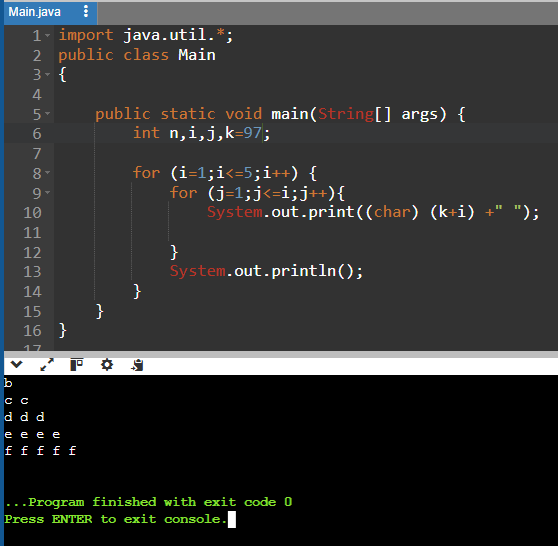 Main.java
1 import java.util.*;
2 public class Main
3 {
4
5 public static void main(String[] args) {
6 int n,i,j,k=97;
7
8 for (i=1;i<=5;i++) {
9 for (j=1;j<=i;j++){
10 System.out.print((char) (k+i) +" ");
11
12 }
13 System.out.println();
14 }
15 }
16 }
17
b
c c
d d d
e e e e
f f f f f
...Program finished with exit code 0
Press ENTER to exit console.